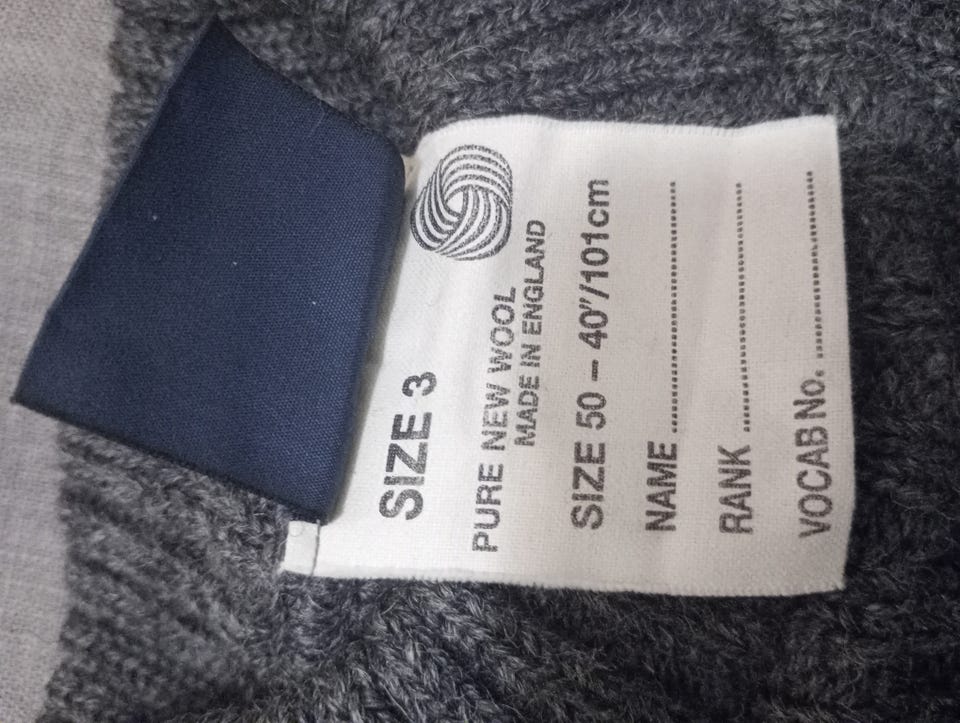 SIZE 3
PURE NEW WOOL
MADE IN ENGLAND
SIZE 50 – 40"/101cm
NAME ....................................
RANK ....................................
VOCAB No. ...........................